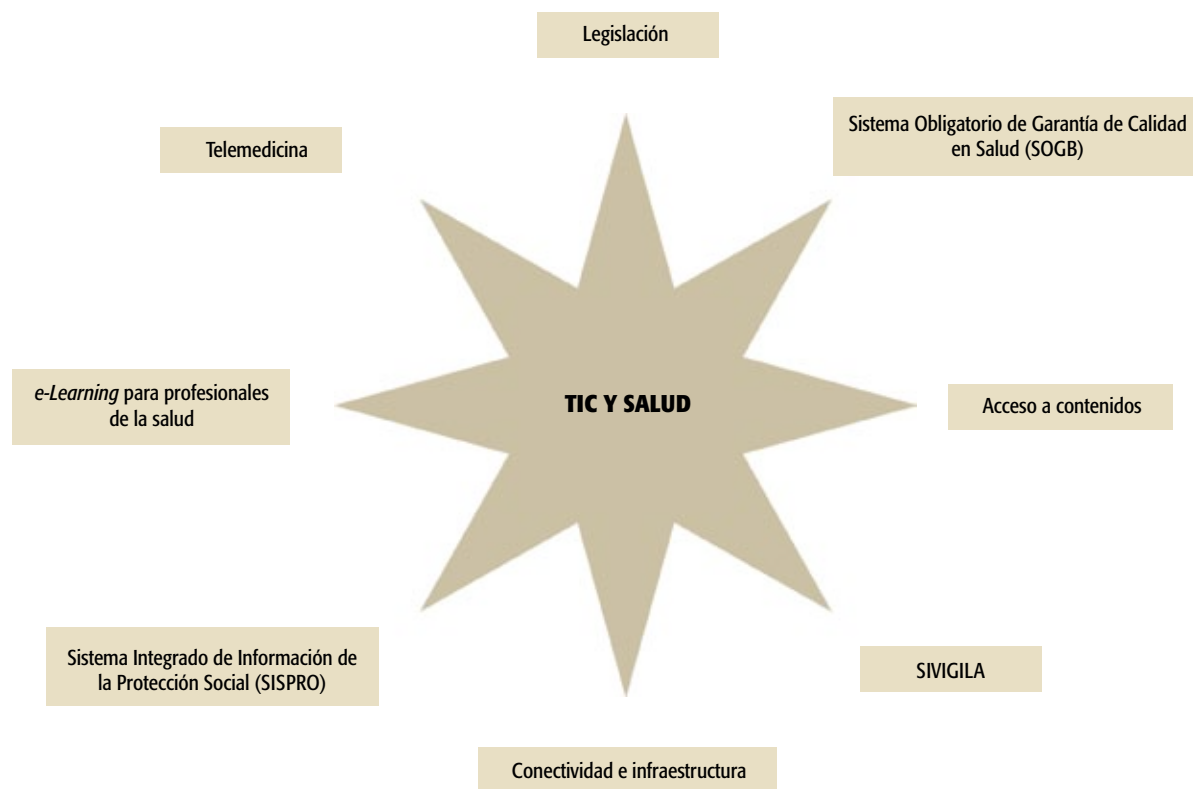 Legislación
Sistema Obligatorio de Garantía de Calidad
en Salud (SOGB)
Telemedicina
e-Learning para profesionales
de la salud
TIC Y SALUD
Acceso a contenidos
Sistema Integrado de Información de
la Protección Social (SISPRO)
SIVIGILA
Conectividad e infraestructura